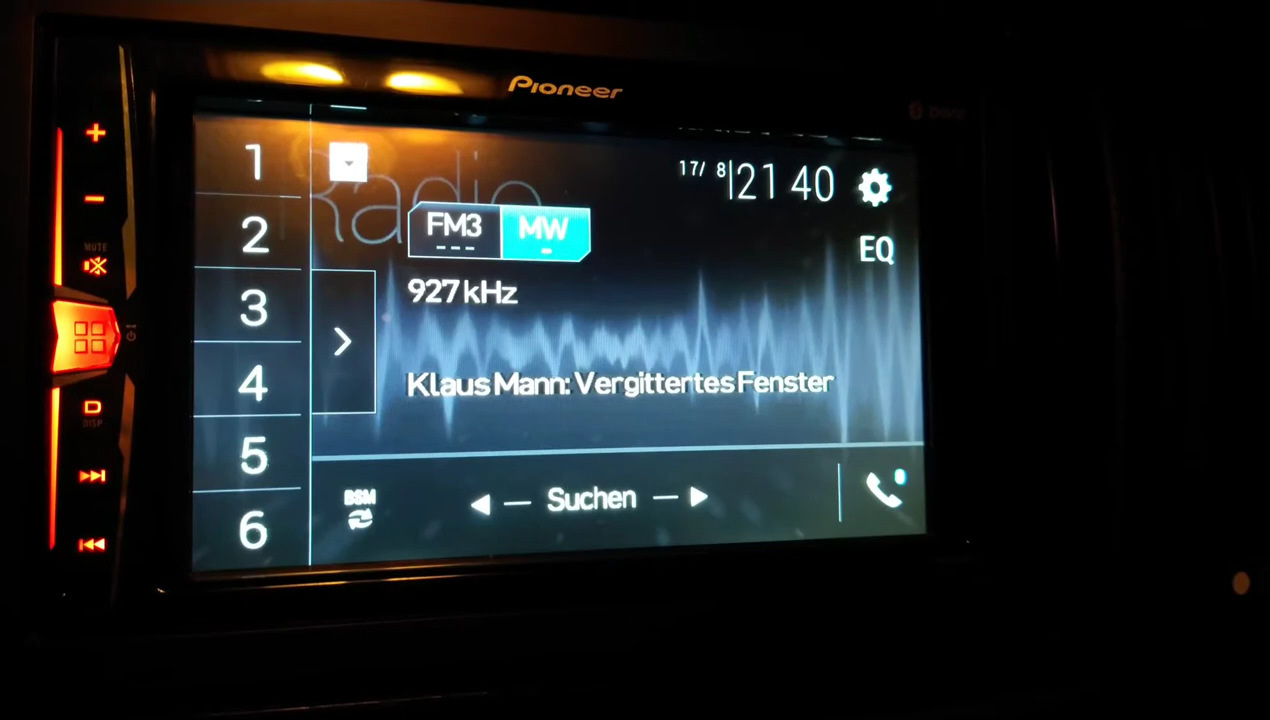 Pioneer
MUTE
D
DISP
1
2
3
4
5
6
Radio
17/ 8 21 40
FM3 MW
EQ
927 kHz
Klaus Mann: Vergittertes Fenster
BSM
Suchen